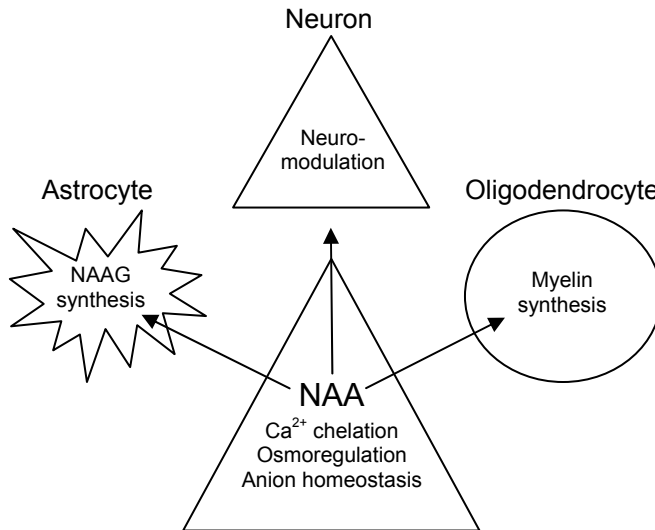 Neuron
Neuro-
modulation
Astrocyte
Oligodendrocyte
NAAG
synthesis
Myelin
synthesis
NAA
Ca²⁺ chelation
Osmoregulation
Anion homeostasis